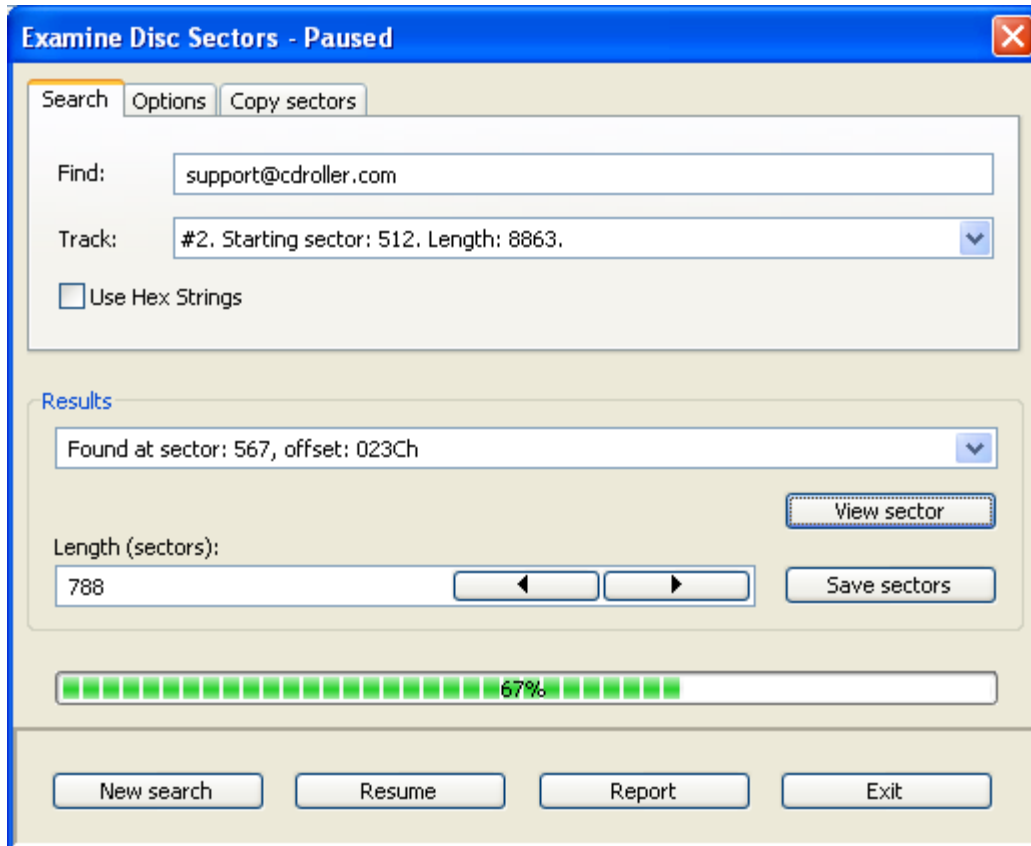 Examine Disc Sectors - Paused
Search Options Copy sectors
Find: support@cdroller.com
Track: #2. Starting sector: 512. Length: 8863.
Use Hex Strings
Results
Found at sector: 567, offset: 023Ch
View sector
Length (sectors):
788 Save sectors
67%
New search Resume Report Exit